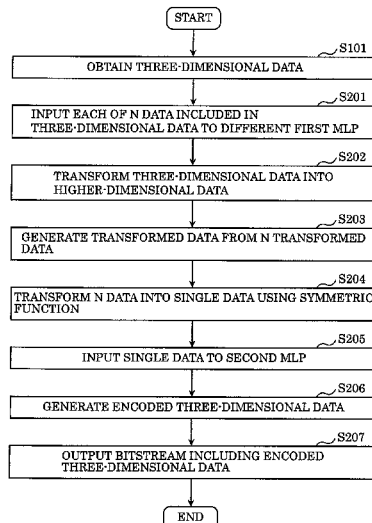 START
S101
OBTAIN THREE-DIMENSIONAL DATA
S201
INPUT EACH OF N DATA INCLUDED IN
THREE-DIMENSIONAL DATA TO DIFFERENT FIRST MLP
S202
TRANSFORM THREE-DIMENSIONAL DATA INTO
HIGHER-DIMENSIONAL DATA
S203
GENERATE TRANSFORMED DATA FROM N TRANSFORMED
DATA
S204
TRANSFORM N DATA INTO SINGLE DATA USING SYMMETRIC
FUNCTION
S205
INPUT SINGLE DATA TO SECOND MLP
S206
GENERATE ENCODED THREE-DIMENSIONAL DATA
S207
OUTPUT BITSTREAM INCLUDING ENCODED
THREE-DIMENSIONAL DATA
END